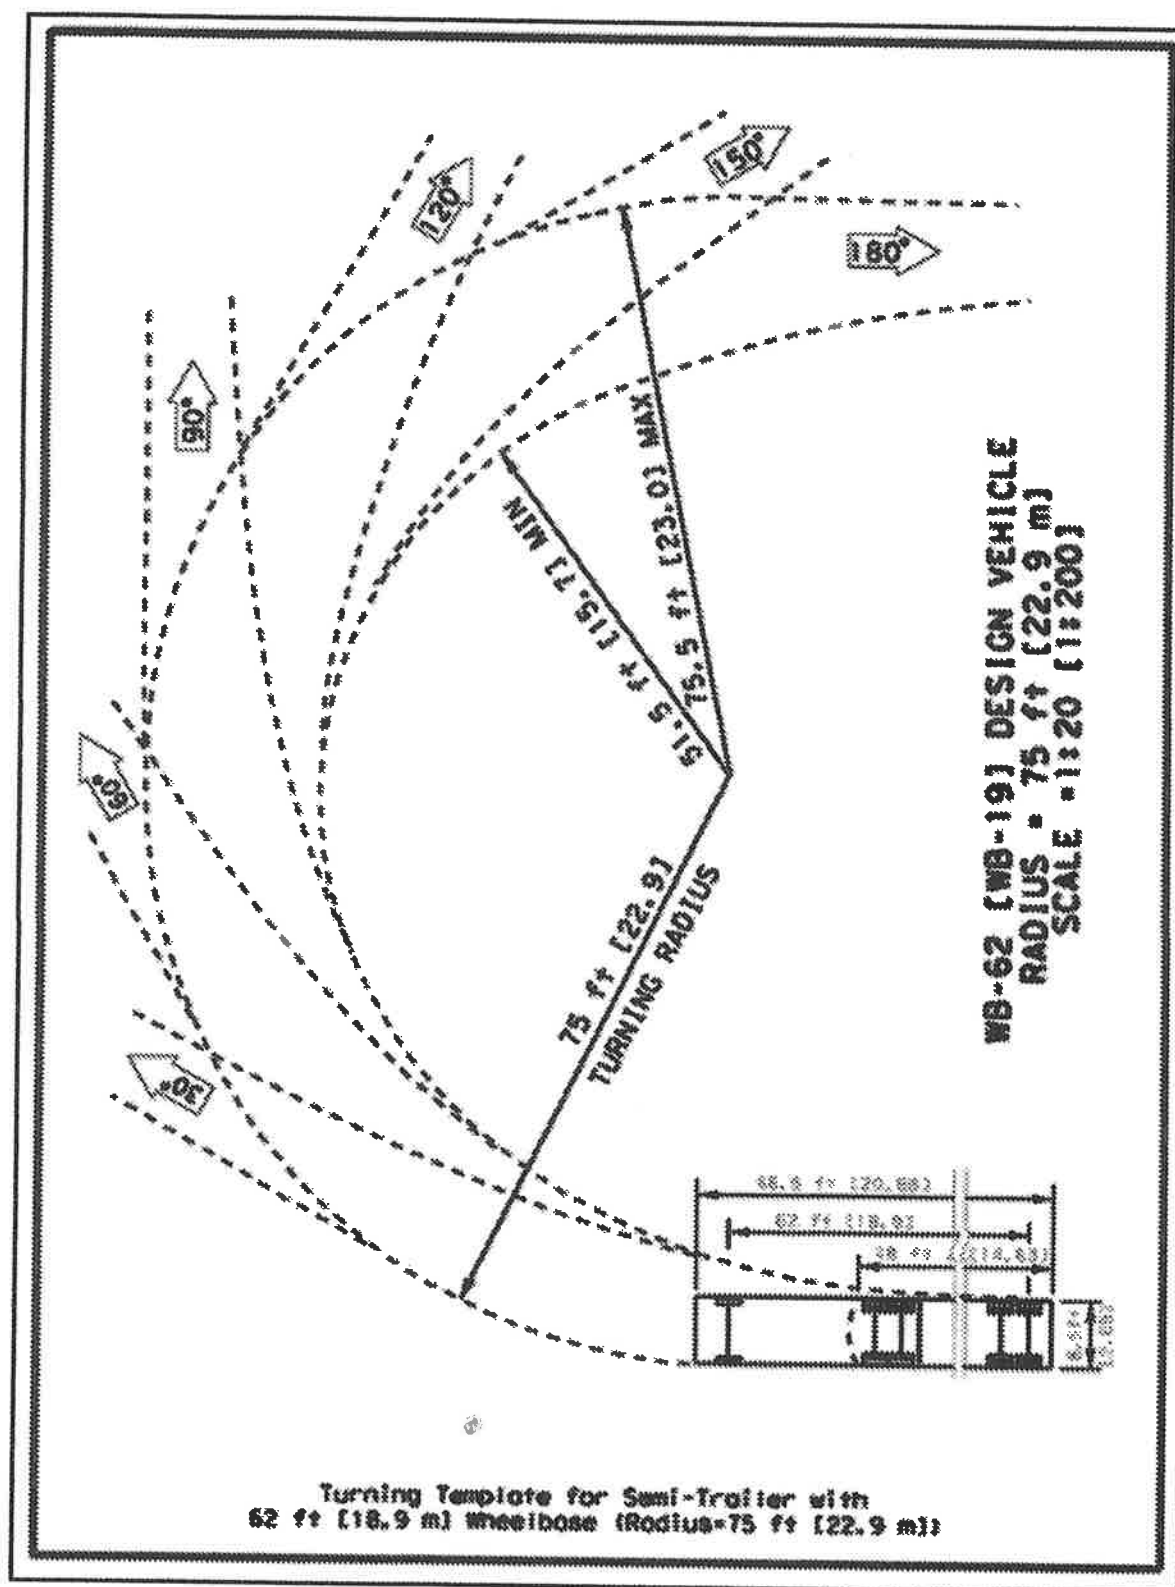 150°
120°
180°
90°
75.5 ft [23.0] MAX
51.5 ft [15.7] MIN
60°
75 ft [22.9]
TURNING RADIUS
30°
WB-62 [WB-19] DESIGN VEHICLE
RADIUS = 75 ft [22.9 m]
SCALE =1:20 [1:200]
62 ft [18.9]
Turning Template for Semi-Trailer with
62 ft [18.9 m] Wheelbase (Radius=75 ft [22.9 m])